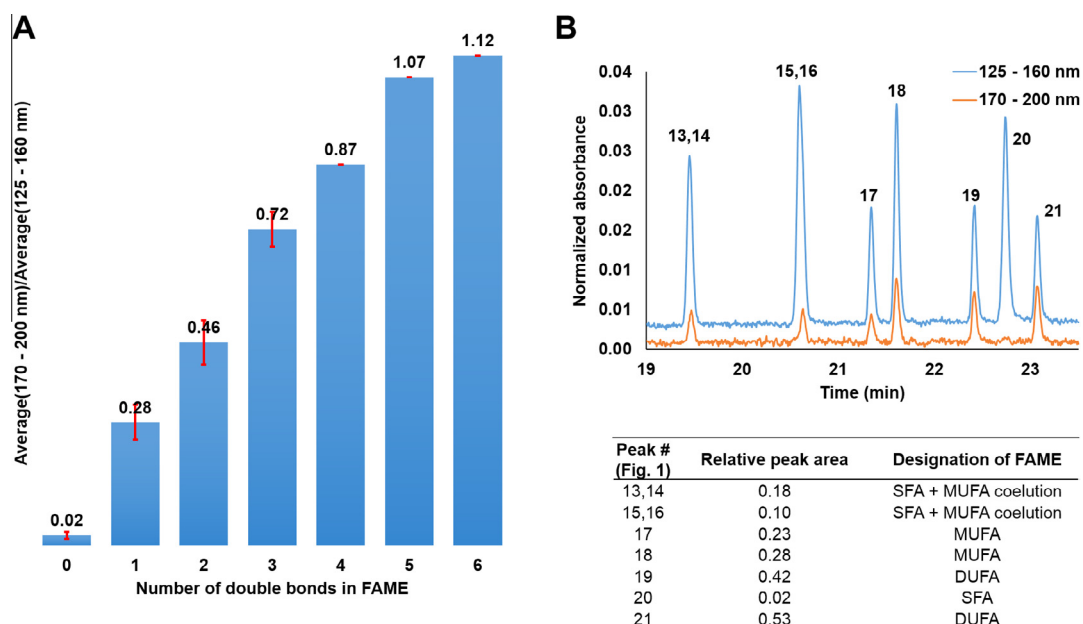 A
Average(170 - 200 nm)/Average(125 - 160 nm)
0.02
0.28
0.46
0.72
0.87
1.07
1.12
0 1 2 3 4 5 6
Number of double bonds in FAME
B
Normalized absorbance
0.04
0.03
0.03
0.02
0.02
0.01
0.01
0.00
125 - 160 nm
170 - 200 nm
13,14
15,16
17
18
19
20
21
19 20 21 22 23
Time (min)
Peak # 
(Fig. 1) Relative peak area Designation of FAME
13,14 0.18 SFA + MUFA coelution
15,16 0.10 SFA + MUFA coelution
17 0.23 MUFA
18 0.28 MUFA
19 0.42 DUFA
20 0.02 SFA
21 0.53 DUFA